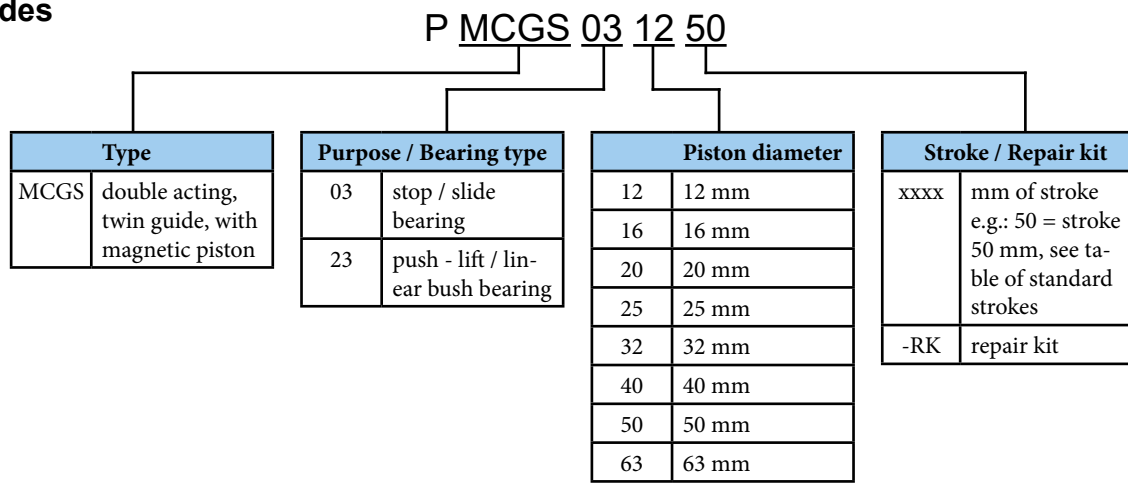 des
P MCGS 03 12 50
Type
MCGS double acting,
twin guide, with
magnetic piston
Purpose / Bearing type
03 stop / slide
bearing
23 push - lift / lin-
ear bush bearing
Piston diameter
12 12 mm
16 16 mm
20 20 mm
25 25 mm
32 32 mm
40 40 mm
50 50 mm
63 63 mm
Stroke / Repair kit
xxxx mm of stroke
e.g.: 50 = stroke
50 mm, see ta-
ble of standard
strokes
-RK repair kit